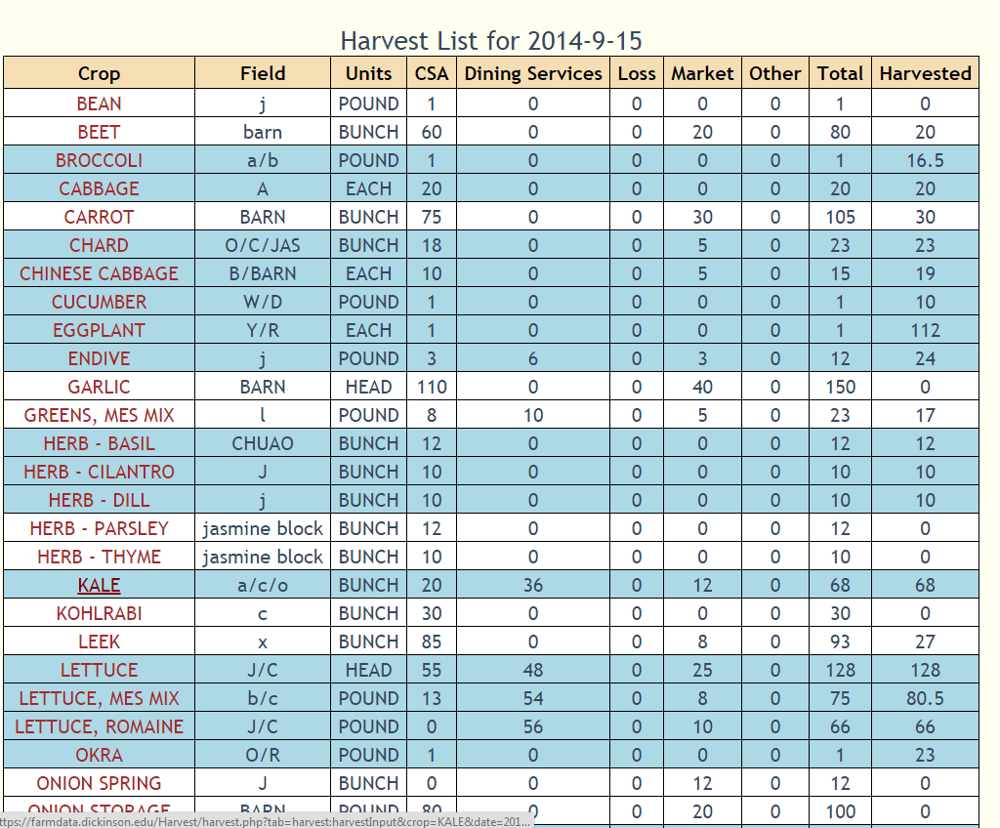 Harvest List for 2014-9-15
Crop Field Units CSA Dining Services Loss Market Other Total Harvested
BEAN j POUND 1 0 0 0 0 1 0
BEET barn BUNCH 60 0 0 20 0 80 20
BROCCOLI a/b POUND 1 0 0 0 0 1 16.5
CABBAGE A EACH 20 0 0 0 0 20 20
CARROT BARN BUNCH 75 0 0 30 0 105 30
CHARD O/C/JAS BUNCH 18 0 0 5 0 23 23
CHINESE CABBAGE B/BARN EACH 10 0 0 5 0 15 19
CUCUMBER W/D POUND 1 0 0 0 0 1 10
EGGPLANT Y/R EACH 1 0 0 0 0 1 112
ENDIVE j POUND 3 6 0 3 0 12 24
GARLIC BARN HEAD 110 0 0 40 0 150 0
GREENS, MES MIX l POUND 8 10 0 5 0 23 17
HERB - BASIL CHUAO BUNCH 12 0 0 0 0 12 12
HERB - CILANTRO J BUNCH 10 0 0 0 0 10 10
HERB - DILL j BUNCH 10 0 0 0 0 10 10
HERB - PARSLEY jasmine block BUNCH 12 0 0 0 0 12 0
HERB - THYME jasmine block BUNCH 10 0 0 0 0 10 0
KALE a/c/o BUNCH 20 36 0 12 0 68 68
KOHLRABI c BUNCH 30 0 0 0 0 30 0
LEEK x BUNCH 85 0 0 8 0 93 27
LETTUCE J/C HEAD 55 48 0 25 0 128 128
LETTUCE, MES MIX b/c POUND 13 54 0 8 0 75 80.5
LETTUCE, ROMAINE J/C POUND 0 56 0 10 0 66 66
OKRA O/R POUND 1 0 0 0 0 1 23
ONION SPRING J BUNCH 0 0 0 12 0 12 0
ONION STORAGE BARN POUND 80 0 0 20 0 100 0
ttps://farmdata.dickinson.edu/Harvest/harvest.php?tab=harvest:harvestInput&crop=KALE&date=201...